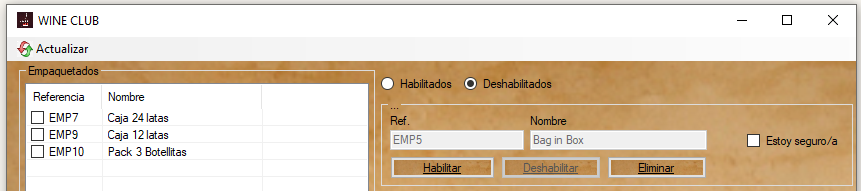 WINE CLUB
Actualizar
Empaquetados
Referencia Nombre
EMP7 Caja 24 latas
EMP9 Caja 12 latas
EMP10 Pack 3 Botellitas
Habilitados Deshabilitados
...
Ref. Nombre
EMP5 Bag in Box Estoy seguro/a
Habilitar Deshabilitar Eliminar